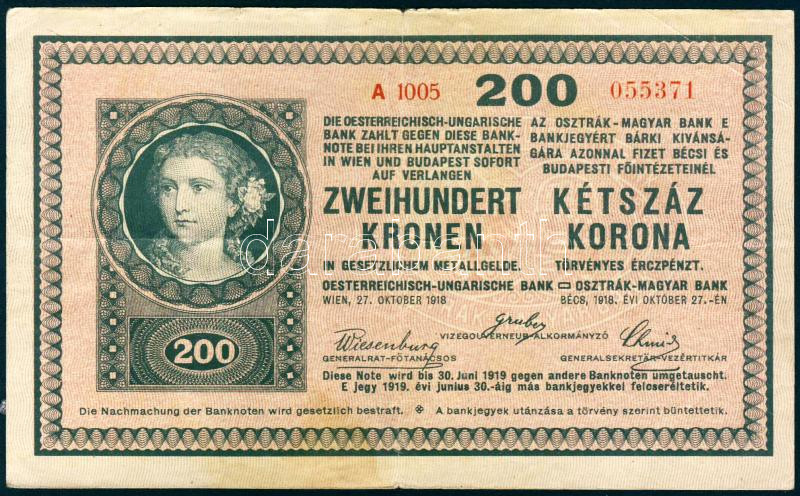 A 1005 200 055371
DIE OESTERREICHISCH-UNGARISCHE
BANK ZAHLT GEGEN DIESE BANK-
NOTE BEI IHREN HAUPTANSTALTEN
IN WIEN UND BUDAPEST SOFORT
AUF VERLANGEN
ZWEIHUNDERT
KRONEN
IN GESETZLICHEM METALLGELDE.
AZ OSZTRÁK-MAGYAR BANK E
BANKJEGYÉRT BÁRKI KIVÁNSÁ-
GÁRA AZONNAL FIZET BÉCSI ÉS
BUDAPESTI FŐINTÉZETEINÉL
KÉTSZÁZ
KORONA
TÖRVÉNYES ÉRCZPÉNZT.
OESTERREICHISCH-UNGARISCHE BANK OSZTRÁK-MAGYAR BANK
WIEN, 27. OKTOBER 1918 BÉCS, 1918. ÉVI OKTÓBER 27.-ÉN
Gruber
VIZEGOUVERNEUR-ALKORMÁNYZÓ
Wiesenburg
GENERALRAT-FŐTANÁCSOS GENERALSEKRETÄR-VEZÉRTITKÁR
Diese Note wird bis 30. Juni 1919 gegen andere Banknoten umgetauscht.
E jegy 1919. évi junius 30.-áig más bankjegyekkel felcseréltetik.
200
Die Nachmachung der Banknoten wird gesetzlich bestraft. A bankjegyek utánzása a törvény szerint büntettetik.
darabanth